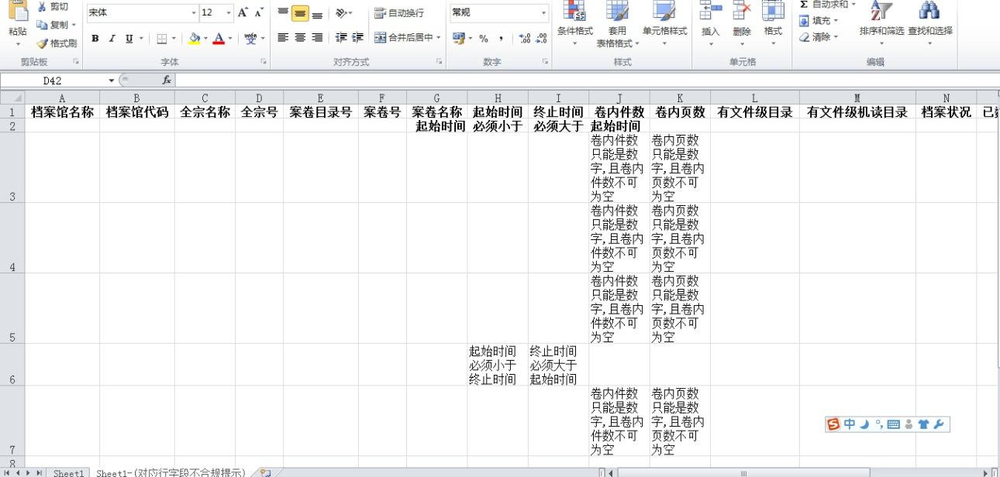 剪切
宋体 12 A A 自动换行 常规 Σ 自动求和
粘贴 复制 条件格式 套用 单元格样式 插入 删除 格式 填充 排序和筛选 查找和选择
格式刷 B I U A wén 文 合并后居中 % , 表格格式 清除
剪贴板 字体 对齐方式 数字 样式 单元格 编辑
D42 fx
A B C D E F G H I J K L M N
1 档案馆名称 档案馆代码 全宗名称 全宗号 案卷目录号 案卷号 案卷名称 起始时间 终止时间 卷内件数 卷内页数 有文件级目录 有文件级机读目录 档案状况
2 起始时间 必须小于 必须大于 起始时间
卷内件数 卷内页数
只能是数 只能是数
字,且卷内 字,且卷内
件数不可 页数不可
3 为空 为空
卷内件数 卷内页数
只能是数 只能是数
字,且卷内 字,且卷内
件数不可 页数不可
4 为空 为空
卷内件数 卷内页数
只能是数 只能是数
字,且卷内 字,且卷内
件数不可 页数不可
5 为空 为空
起始时间 终止时间
必须小于 必须大于
6 终止时间 起始时间
卷内件数 卷内页数
只能是数 只能是数
字,且卷内 字,且卷内
件数不可 页数不可
7 为空 为空
S 中
8
Sheet1 Sheet1-(对应行字段不合规提示)